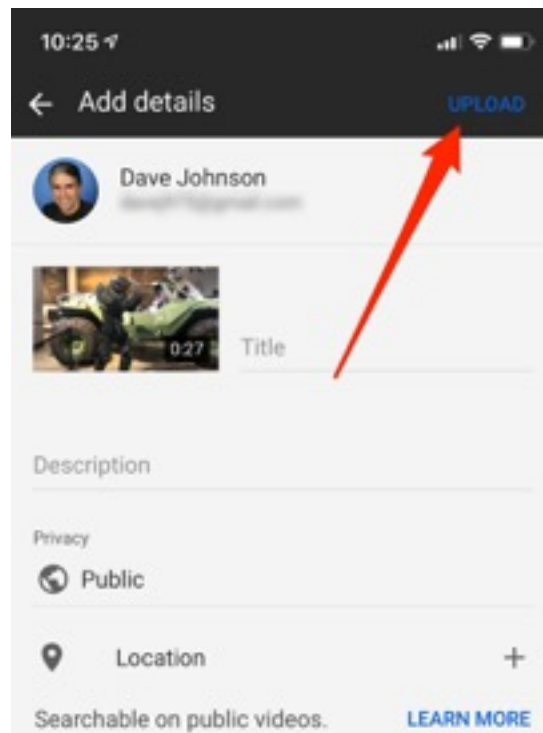 10:25
Add details
UPLOAD
Dave Johnson
0:27
Title
Description
Privacy
Public
Location
Searchable on public videos.
LEARN MORE